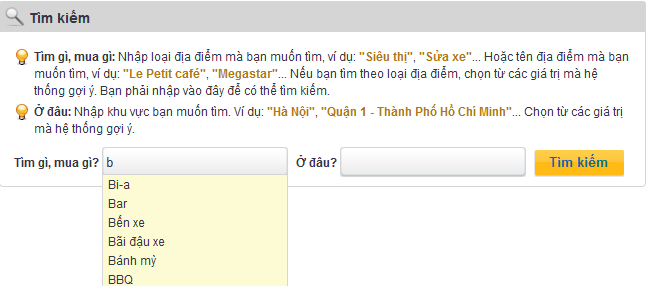 Tìm kiếm
Tìm gì, mua gì: Nhập loại địa điểm mà bạn muốn tìm, ví dụ: "Siêu thị", "Sửa xe"... Hoặc tên địa điểm mà bạn
muốn tìm, ví dụ: "Le Petit café", "Megastar"... Nếu bạn tìm theo loại địa điểm, chọn từ các giá trị mà hệ
thống gợi ý. Bạn phải nhập vào đây để có thể tìm kiếm.
Ở đâu: Nhập khu vực bạn muốn tìm. Ví dụ: "Hà Nội", "Quận 1 - Thành Phố Hồ Chí Minh"... Chọn từ các giá trị
mà hệ thống gợi ý.
Tìm gì, mua gì? b Ở đâu? Tìm kiếm
Bi-a
Bar
Bến xe
Bãi đậu xe
Bánh mỳ
BBQ